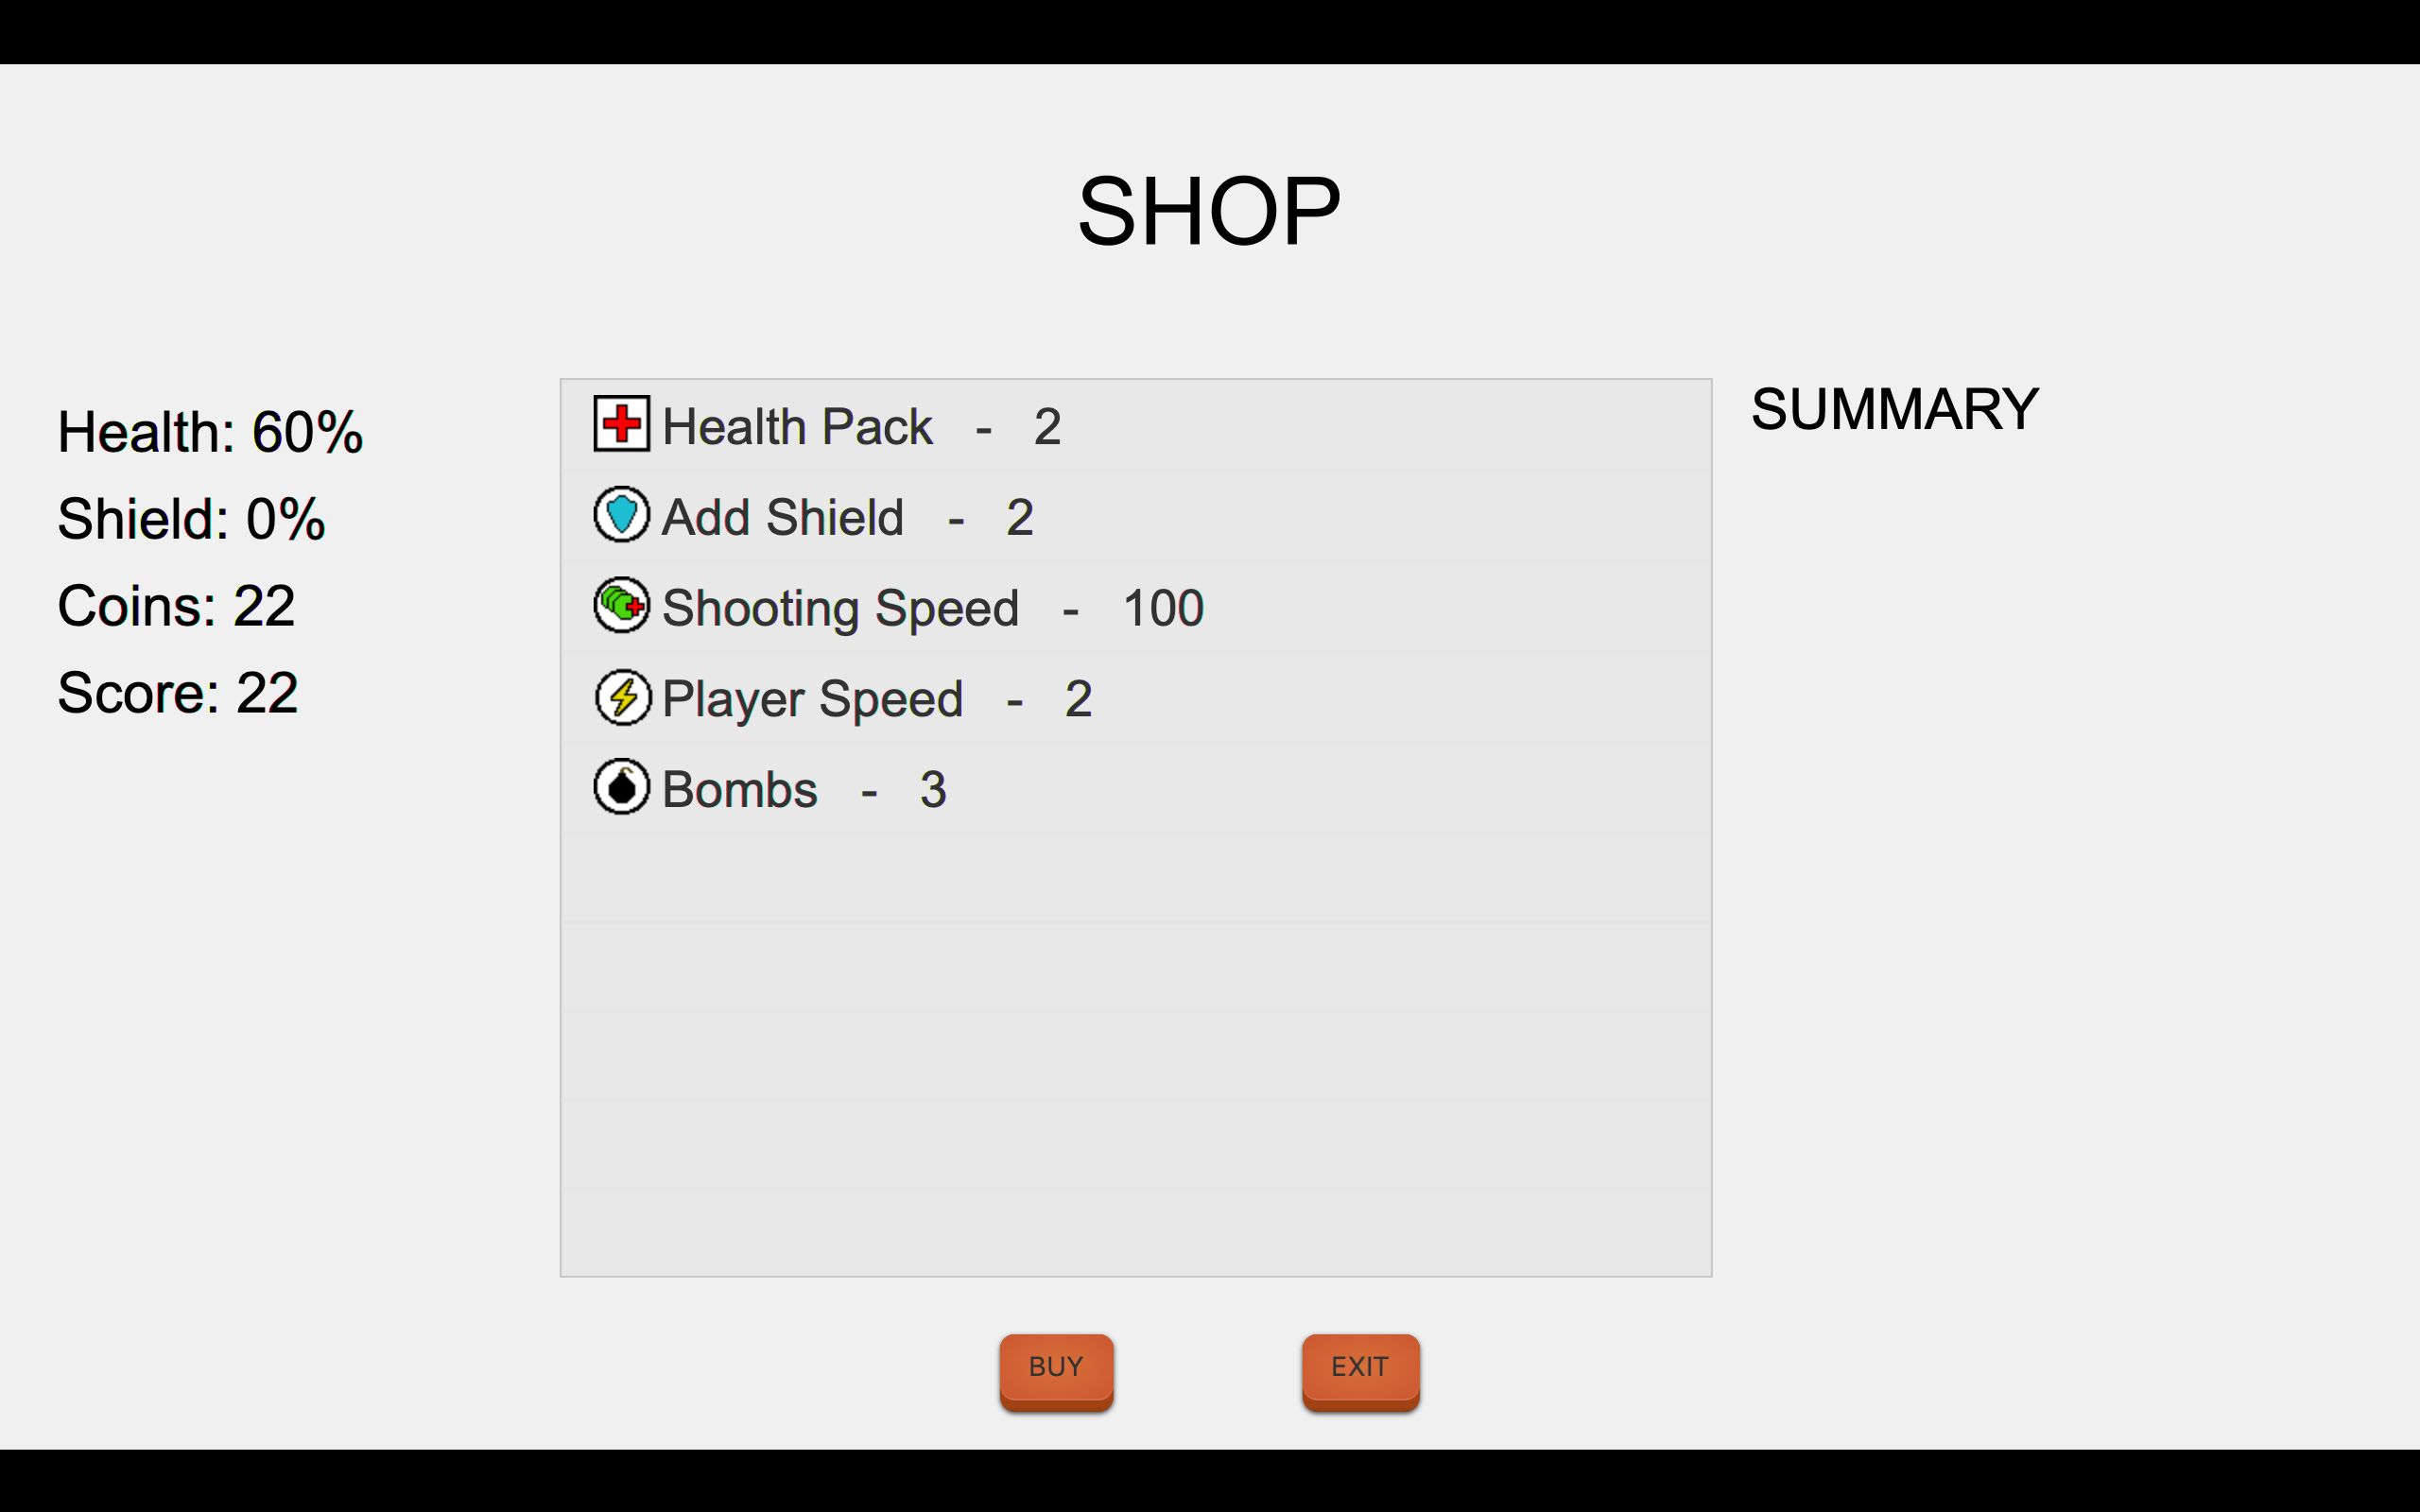 SHOP
Health: 60%
Shield: 0%
Coins: 22
Score: 22
Health Pack - 2
Add Shield - 2
Shooting Speed - 100
Player Speed - 2
Bombs - 3
SUMMARY
BUY
EXIT